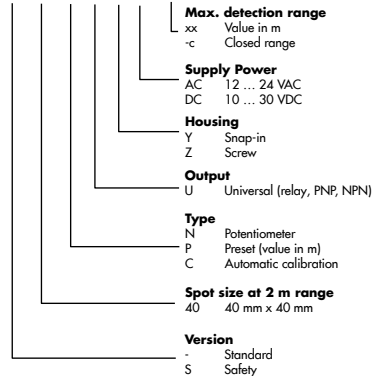 Max. detection range
xx Value in m
-c Closed range
Supply Power
AC 12 ... 24 VAC
DC 10 ... 30 VDC
Housing
Y Snap-in
Z Screw
Output
U Universal (relay, PNP, NPN)
Type
N Potentiometer
P Preset (value in m)
C Automatic calibration
Spot size at 2 m range
40 40 mm x 40 mm
Version
- Standard
S Safety